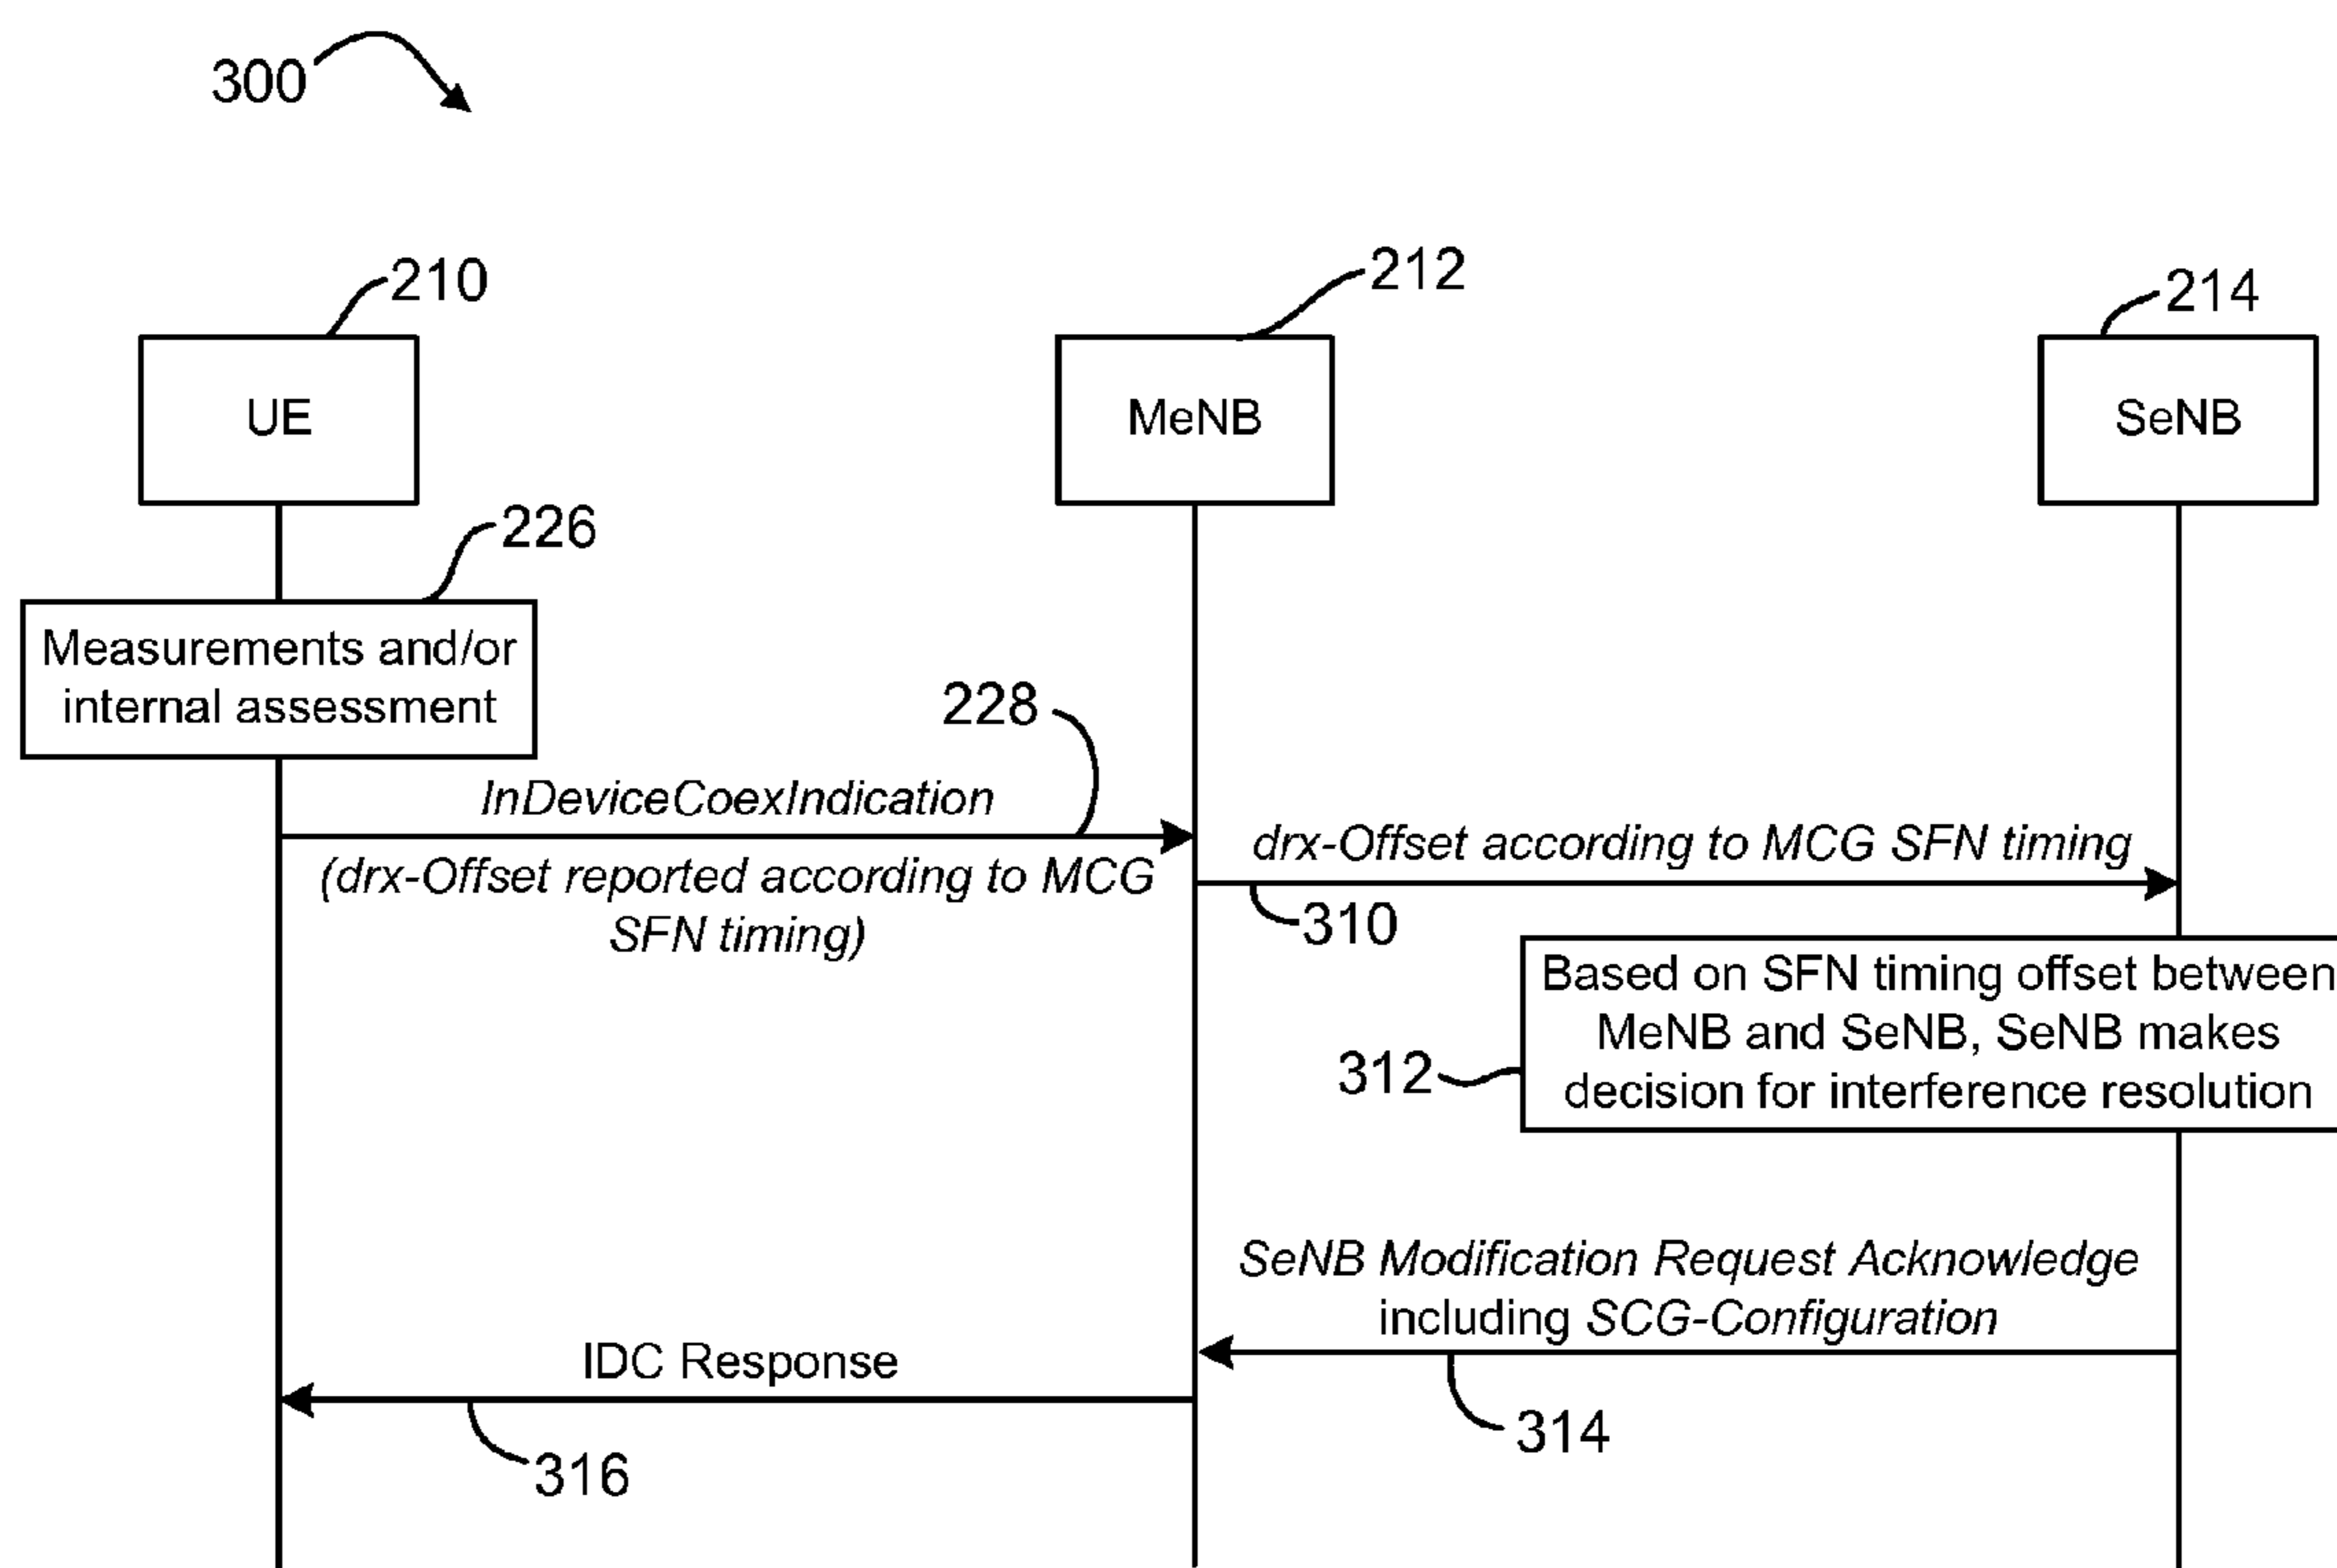 300
210
212
214
UE
MeNB
SeNB
226
Measurements and/or
internal assessment
228
InDeviceCoexIndication
(drx-Offset reported according to MCG
SFN timing)
drx-Offset according to MCG SFN timing
310
Based on SFN timing offset between
MeNB and SeNB, SeNB makes
decision for interference resolution
312
SeNB Modification Request Acknowledge
including SCG-Configuration
314
IDC Response
316